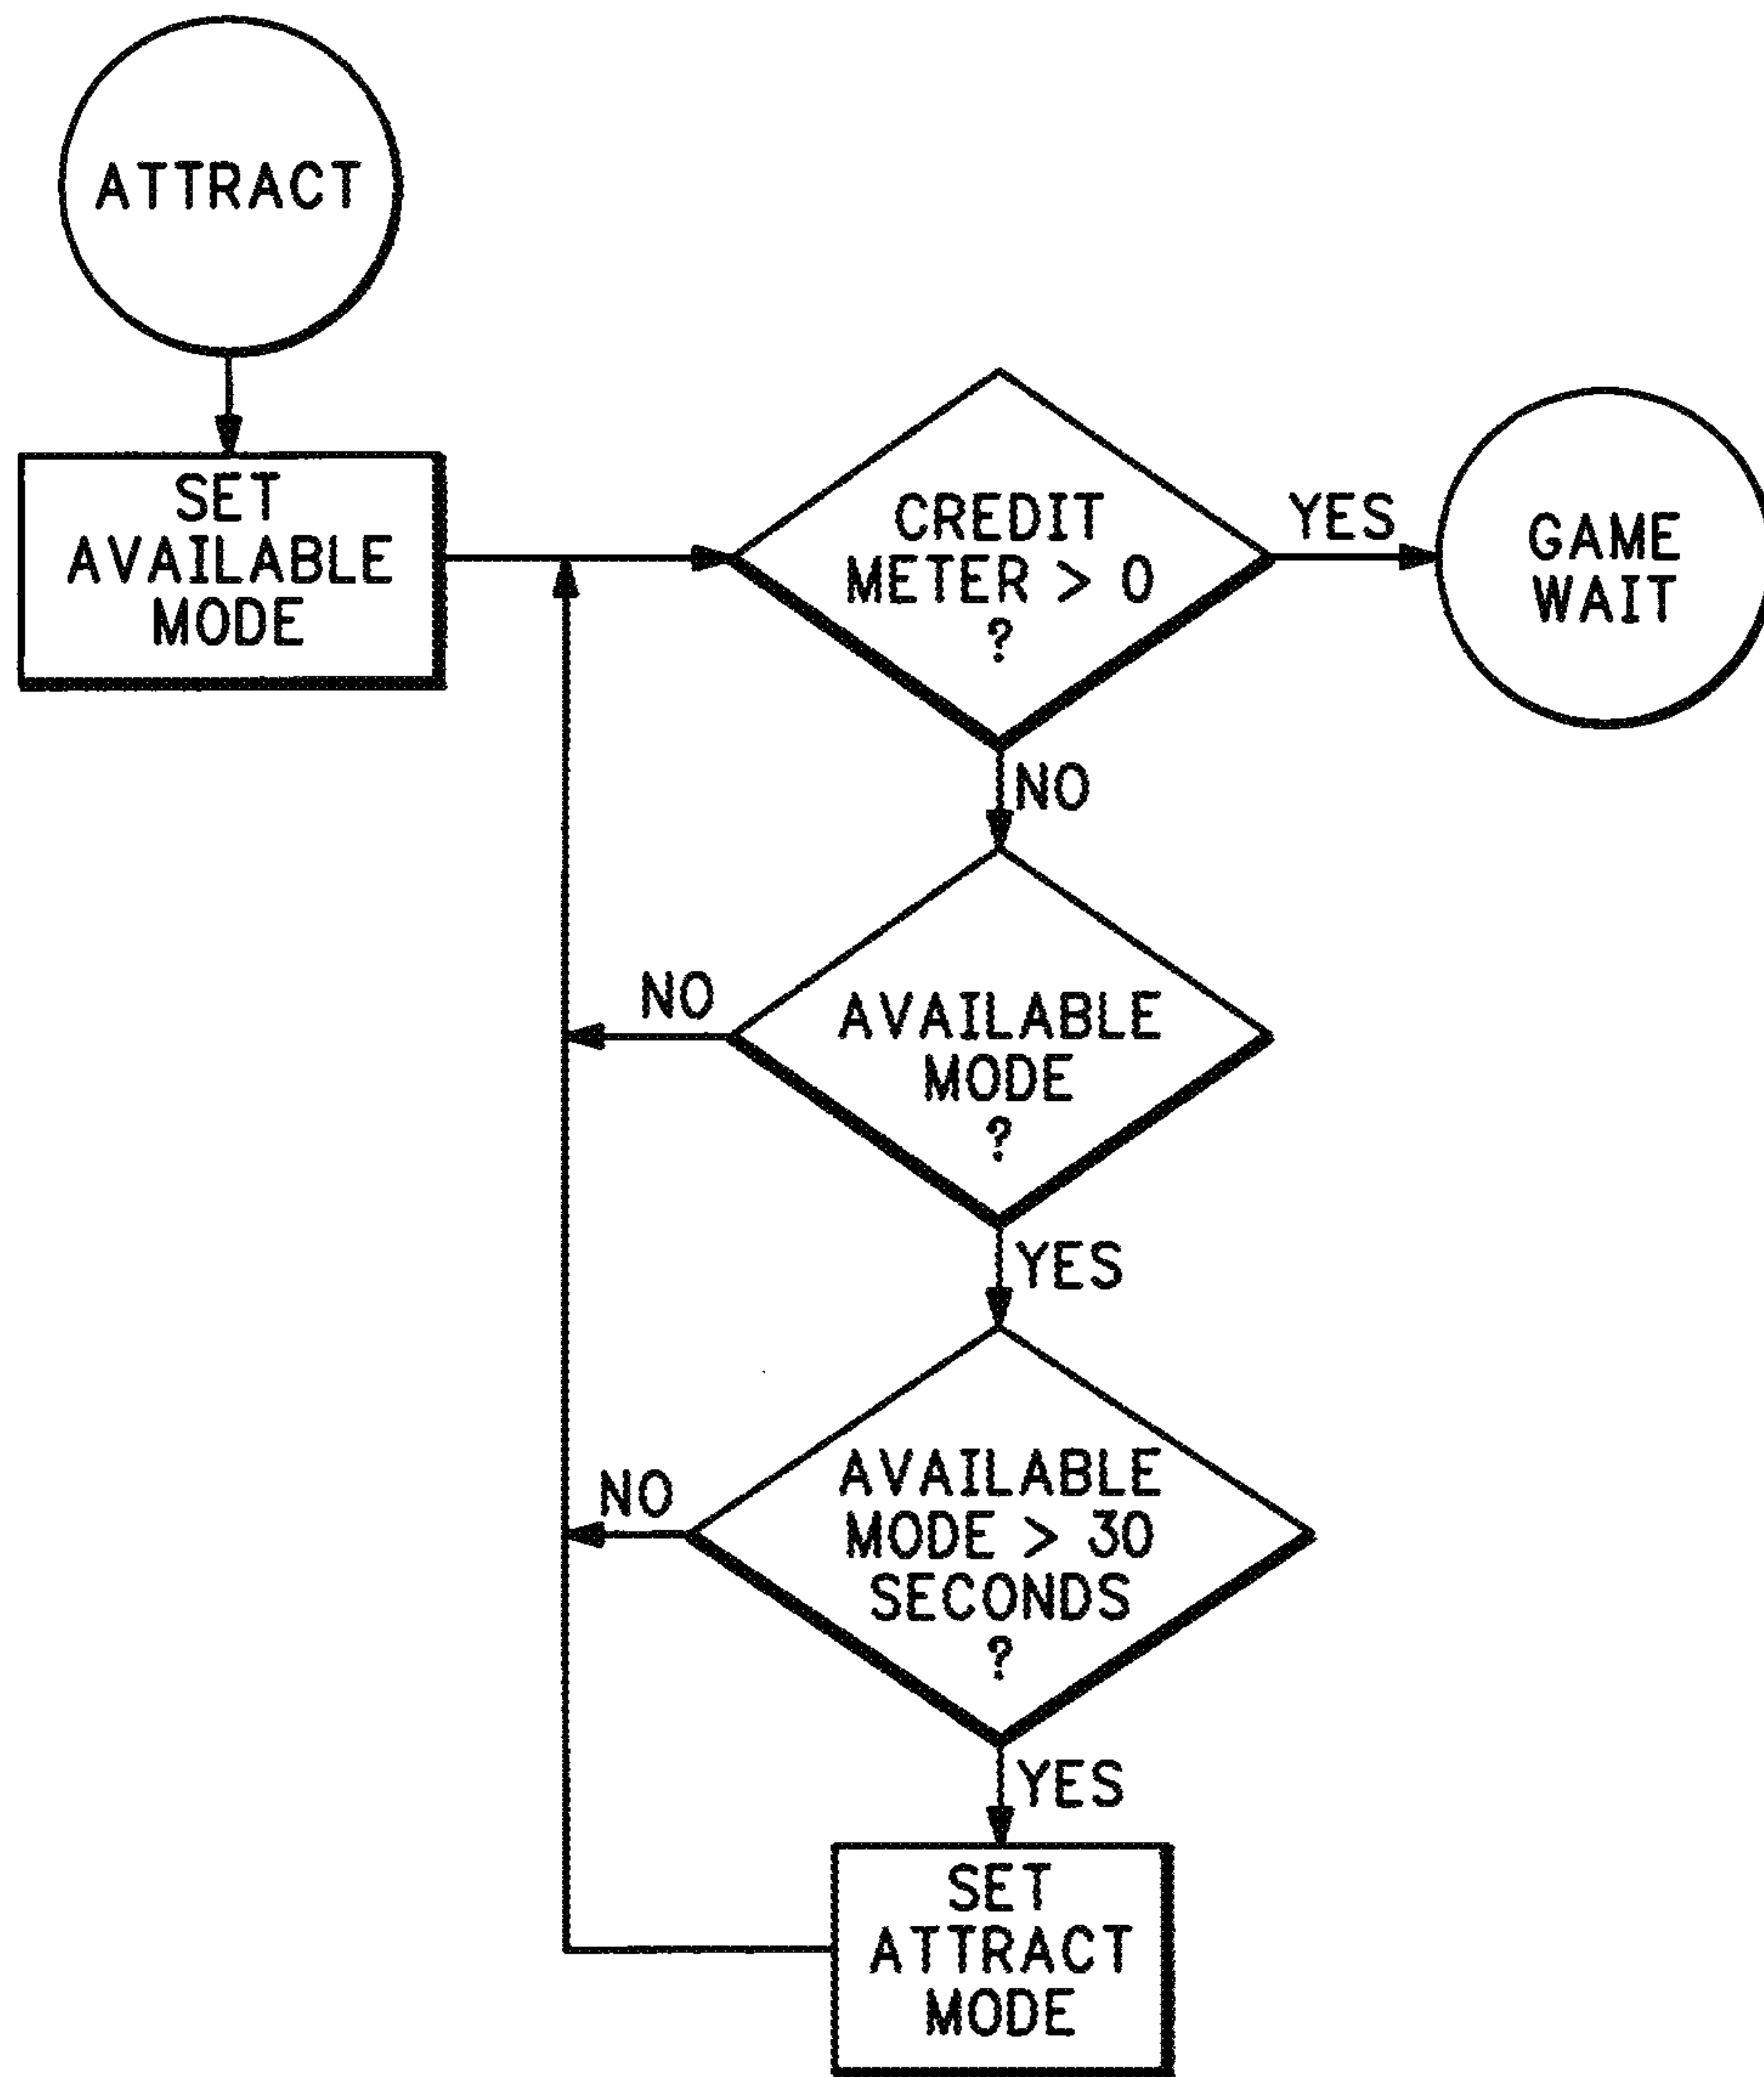 ATTRACT
SET
AVAILABLE
MODE
CREDIT
METER > 0
?
YES
GAME
WAIT
NO
NO
AVAILABLE
MODE
?
YES
NO
AVAILABLE
MODE > 30
SECONDS
?
YES
SET
ATTRACT
MODE